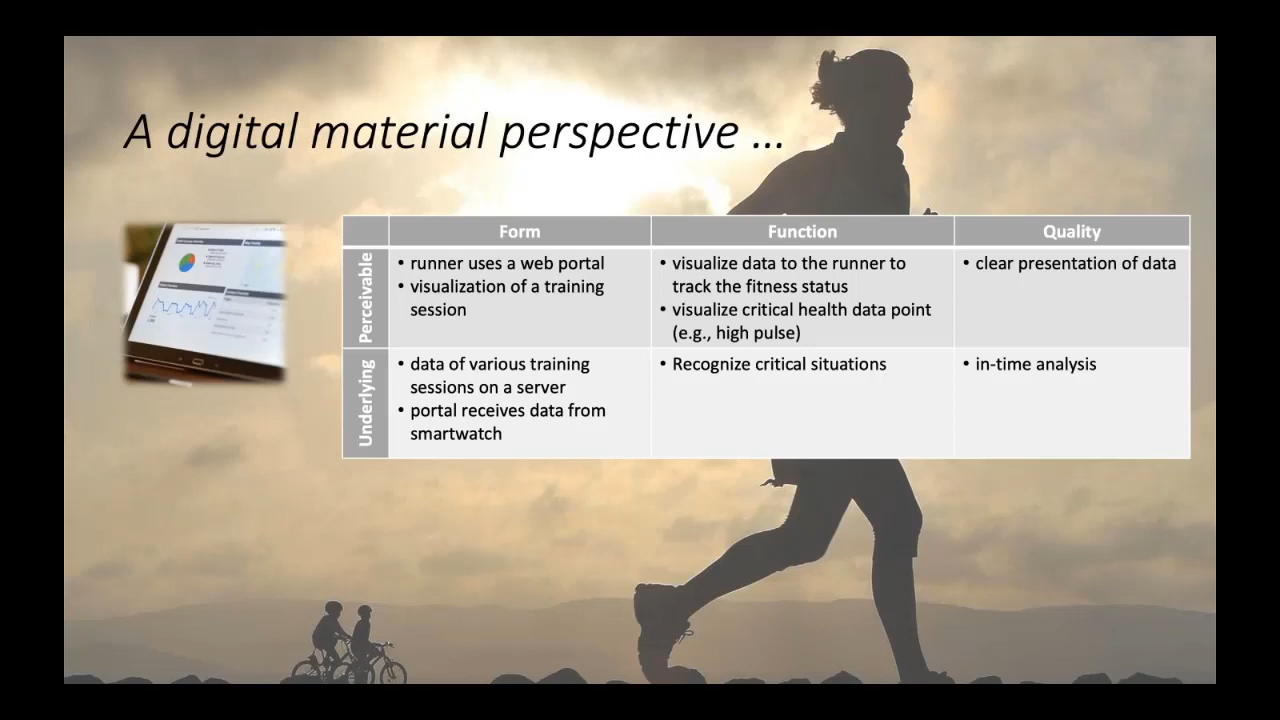 A digital material perspective ...
Form
Function
Quality
Perceivable
• runner uses a web portal
• visualization of a training
session
• visualize data to the runner to
track the fitness status
• visualize critical health data point
(e.g., high pulse)
• clear presentation of data
Underlying
• data of various training
sessions on a server
• portal receives data from
smartwatch
• Recognize critical situations
• in-time analysis